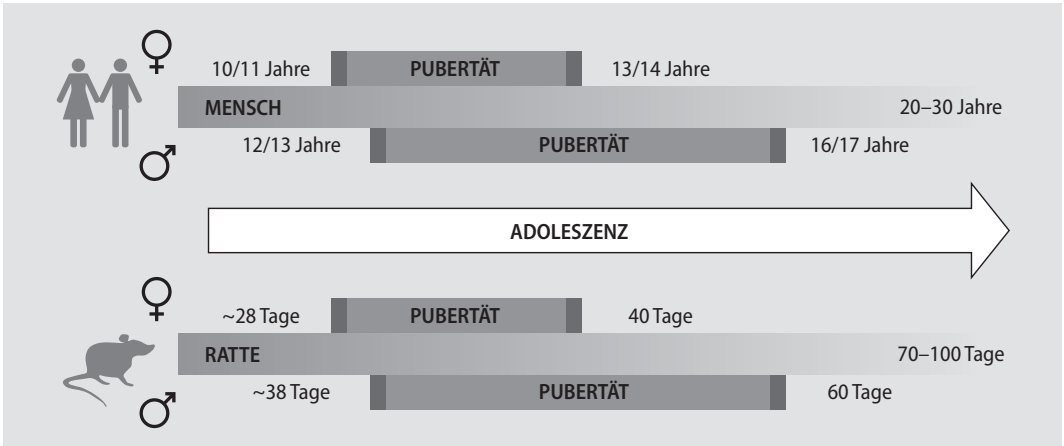 10/11 Jahre PUBERTÄT 13/14 Jahre
MENSCH 20–30 Jahre
12/13 Jahre PUBERTÄT 16/17 Jahre
ADOLESZENZ
~28 Tage PUBERTÄT 40 Tage
RATTE 70–100 Tage
~38 Tage PUBERTÄT 60 Tage